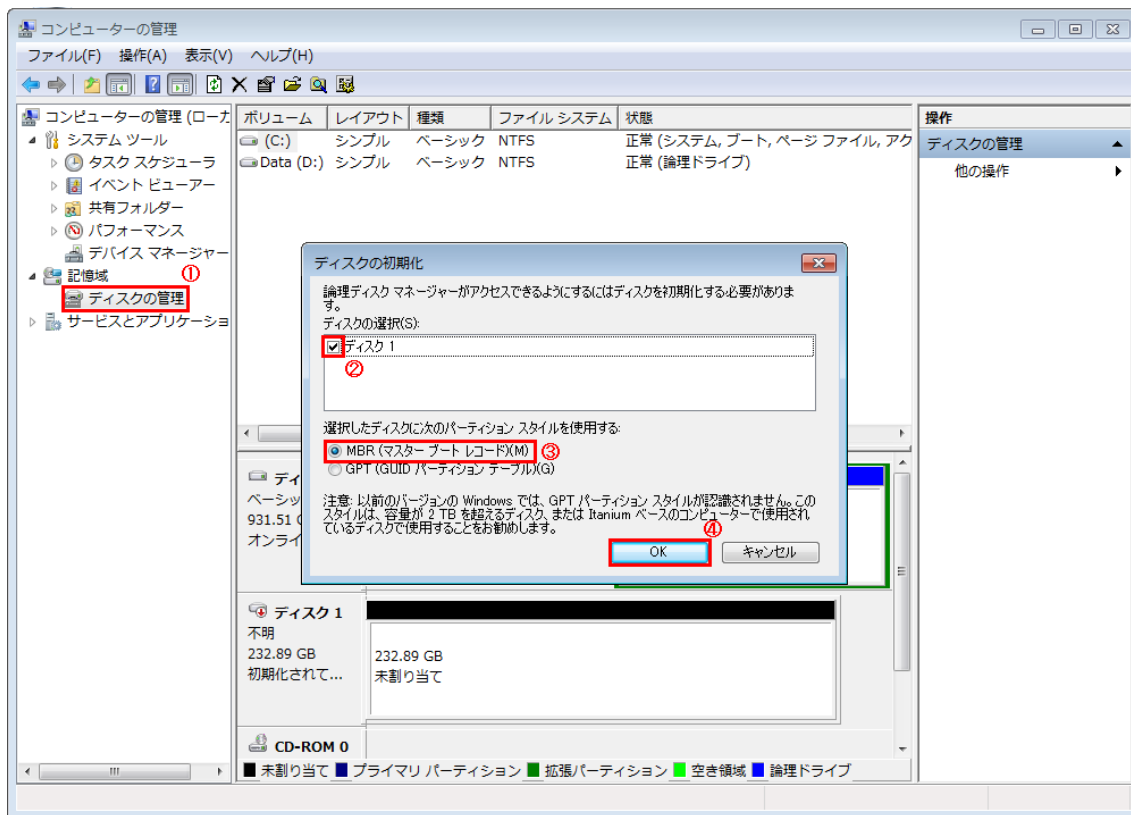 コンピューターの管理
ファイル(F) 操作(A) 表示(V) ヘルプ(H)
コンピューターの管理 (ローカ
システム ツール
タスク スケジューラ
イベント ビューアー
共有フォルダー
パフォーマンス
デバイス マネージャー
記憶域
①
ディスクの管理
サービスとアプリケーショ
ボリューム レイアウト 種類 ファイル システム 状態
(C:) シンプル ベーシック NTFS 正常 (システム, ブート, ページ ファイル, アク
Data (D:) シンプル ベーシック NTFS 正常 (論理ドライブ)
操作
ディスクの管理
他の操作
ディスクの初期化
論理ディスク マネージャーがアクセスできるようにするにはディスクを初期化する必要がありま
す。
ディスクの選択(S):
ディスク 1
②
選択したディスクに次のパーティション スタイルを使用する:
MBR (マスター ブート レコード)(M) ③
GPT (GUID パーティション テーブル)(G)
注意: 以前のバージョンの Windows では、GPT パーティション スタイルが認識されません。この
スタイルは、容量が 2 TB を超えるディスク、または Itanium ベースのコンピューターで使用され
ているディスクで使用することをお勧めします。
④
OK キャンセル
ディ
ベーシッ
931.51
オンライ
ディスク 1
不明
232.89 GB
初期化されて...
232.89 GB
未割り当て
CD-ROM 0
未割り当て プライマリ パーティション 拡張パーティション 空き領域 論理ドライブ